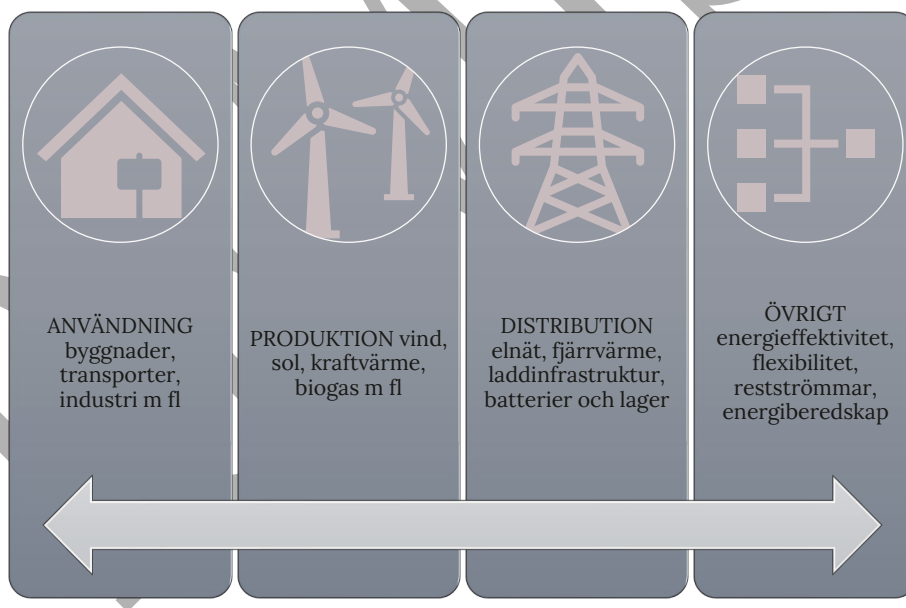 ANVÄNDNING
byggnader,
transporter,
industri m fl
PRODUKTION vind,
sol, kraftvärme,
biogas m fl
DISTRIBUTION
elnät, fjärrvärme,
laddinfrastruktur,
batterier och lager
ÖVRIGT
energieffektivitet,
flexibilitet,
restströmmar,
energiberedskap